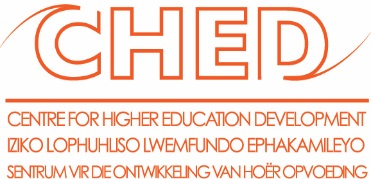 CHED
CENTRE FOR HIGHER EDUCATION DEVELOPMENT
IZIKO LOPHUHLISO LWEMFUNDO EPHAKAMILEYO
SENTRUM VIR DIE ONTWIKKELING VAN HOËR OPVOEDING